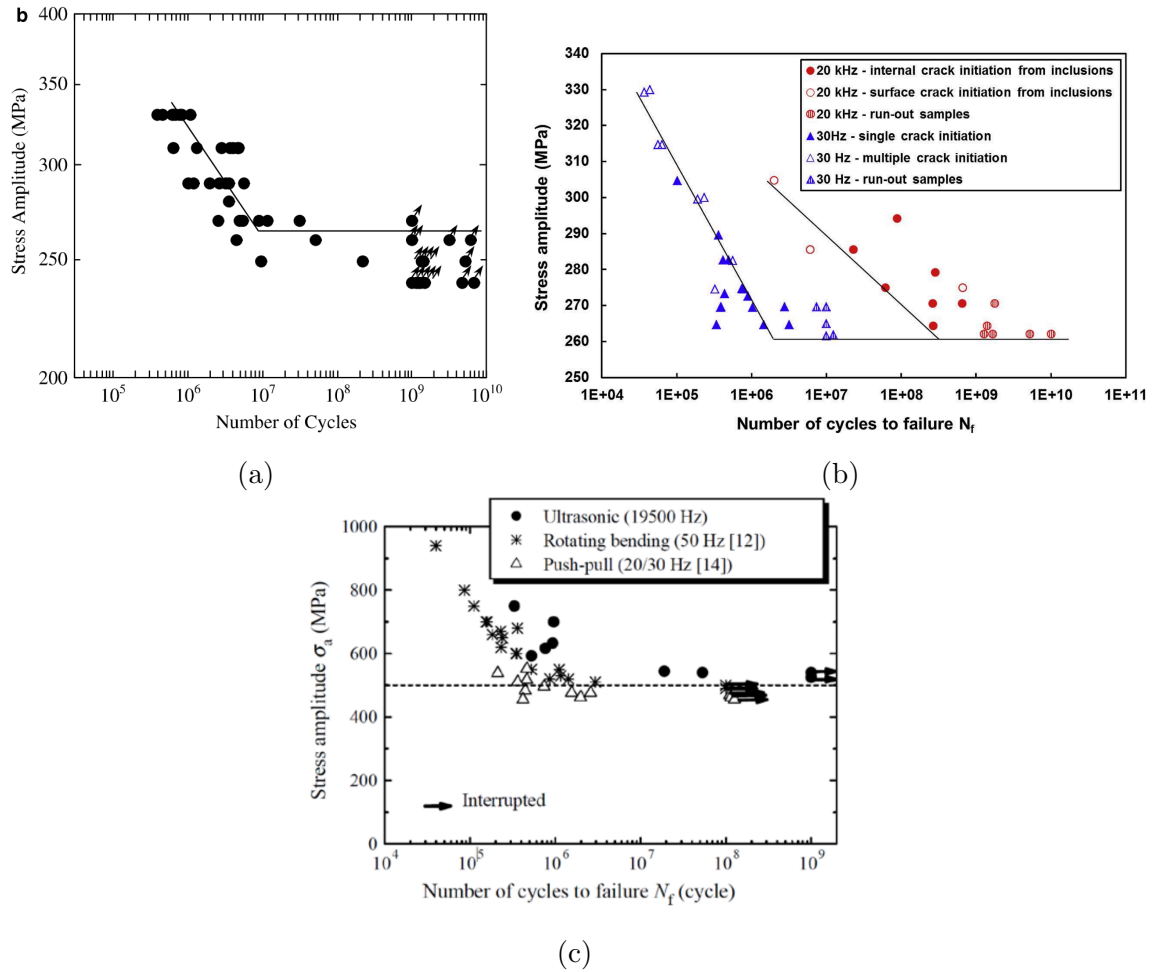 b
400
300
250
200
Stress Amplitude (MPa)
10^5
10^6
10^7
10^8
10^9
10^10
Number of Cycles
(a)
340
330
320
310
300
290
280
270
260
250
Stress amplitude (MPa)
20 kHz - internal crack initiation from inclusions
20 kHz - surface crack initiation from inclusions
20 kHz - run-out samples
30Hz - single crack initiation
30 Hz - multiple crack initiation
30 Hz - run-out samples
1E+04 1E+05 1E+06 1E+07 1E+08 1E+09 1E+10 1E+11
Number of cycles to failure N_f
(b)
Ultrasonic (19500 Hz)
Rotating bending (50 Hz [12])
Push-pull (20/30 Hz [14])
1000
800
600
400
200
0
Stress amplitude σ_a (MPa)
Interrupted
10^4 10^5 10^6 10^7 10^8 10^9
Number of cycles to failure N_f (cycle)
(c)